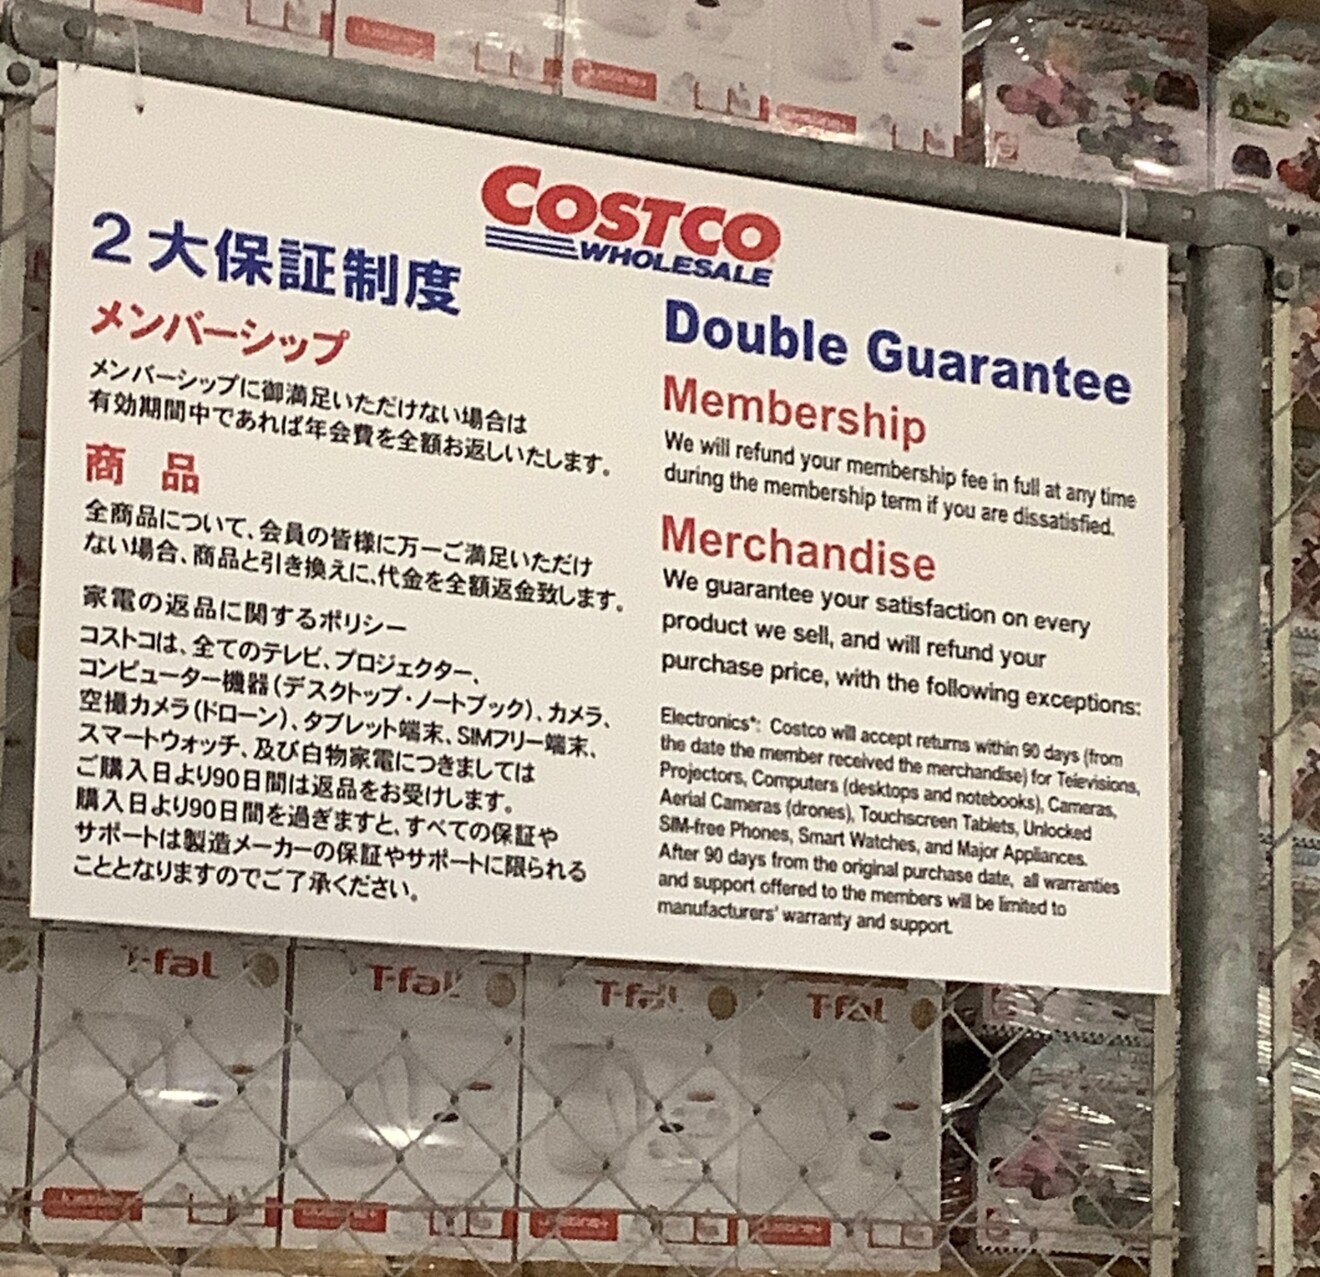 COSTCO
WHOLESALE
2大保証制度
メンバーシップ
メンバーシップに御満足いただけない場合は
有効期間中であれば年会費を全額お返しいたします。
商 品
全商品について、会員の皆様に万一ご満足いただけ
ない場合、商品と引き換えに、代金を全額返金致します。
家電の返品に関するポリシー
コストコは、全てのテレビ、プロジェクター、
コンピューター機器(デスクトップ・ノートブック)、カメラ、
空撮カメラ(ドローン)、タブレット端末、SIMフリー端末、
スマートウォッチ、及び白物家電につきましては
ご購入日より90日間は返品をお受けします。
購入日より90日間を過ぎますと、すべての保証や
サポートは製造メーカーの保証やサポートに限られる
こととなりますのでご了承ください。
Double Guarantee
Membership
We will refund your membership fee in full at any time
during the membership term if you are dissatisfied.
Merchandise
We guarantee your satisfaction on every
product we sell, and will refund your
purchase price, with the following exceptions:
Electronics*: Costco will accept returns within 90 days (from
the date the member received the merchandise) for Televisions,
Projectors, Computers (desktops and notebooks), Cameras,
Aerial Cameras (drones), Touchscreen Tablets, Unlocked
SIM-free Phones, Smart Watches, and Major Appliances.
After 90 days from the original purchase date, all warranties
and support offered to the members will be limited to
manufacturers' warranty and support.
T-fal
T-fal
T-fal
T-fal